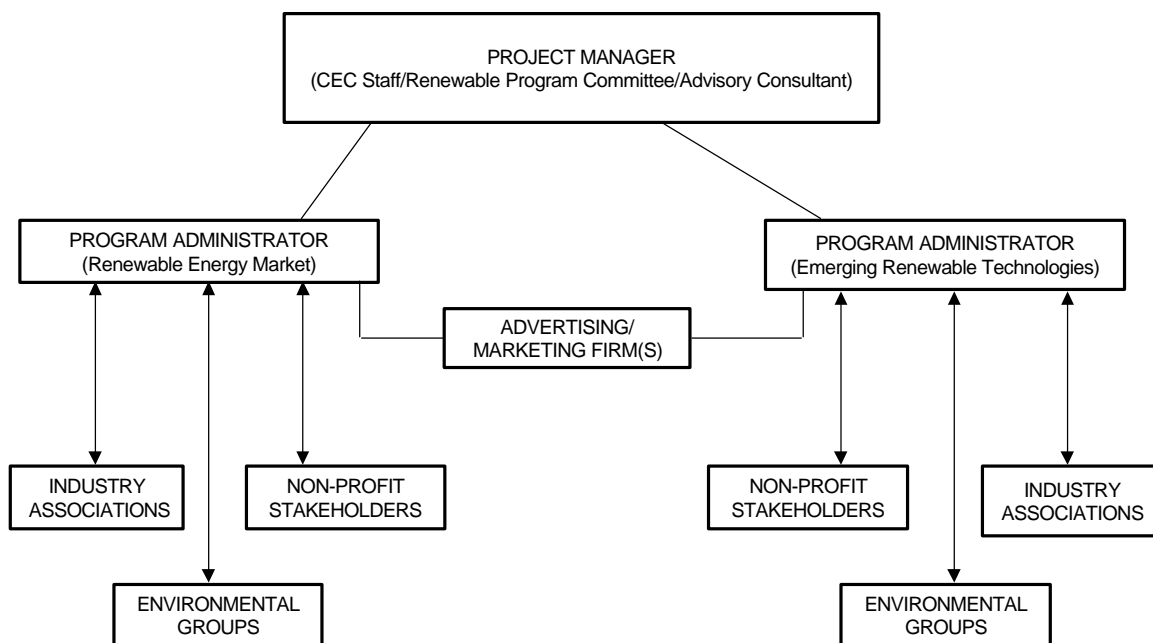 PROJECT MANAGER
(CEC Staff/Renewable Program Committee/Advisory Consultant)
PROGRAM ADMINISTRATOR
(Renewable Energy Market)
PROGRAM ADMINISTRATOR
(Emerging Renewable Technologies)
ADVERTISING/
MARKETING FIRM(S)
INDUSTRY
ASSOCIATIONS
NON-PROFIT
STAKEHOLDERS
NON-PROFIT
STAKEHOLDERS
INDUSTRY
ASSOCIATIONS
ENVIRONMENTAL
GROUPS
ENVIRONMENTAL
GROUPS